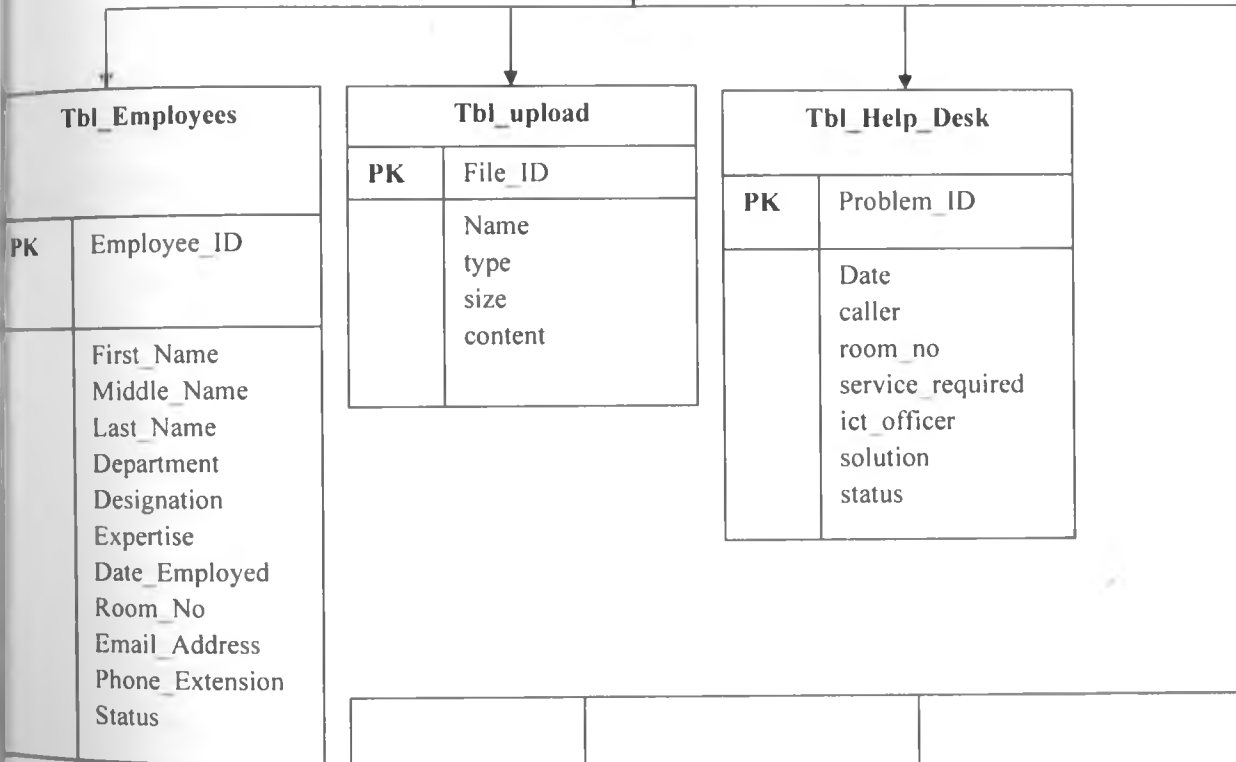 Tbl_Employees
PK Employee_ID
First_Name
Middle_Name
Last_Name
Department
Designation
Expertise
Date_Employed
Room_No
Email_Address
Phone_Extension
Status
Tbl_upload
PK File_ID
Name
type
size
content
Tbl_Help_Desk
PK Problem_ID
Date
caller
room_no
service_required
ict_officer
solution
status